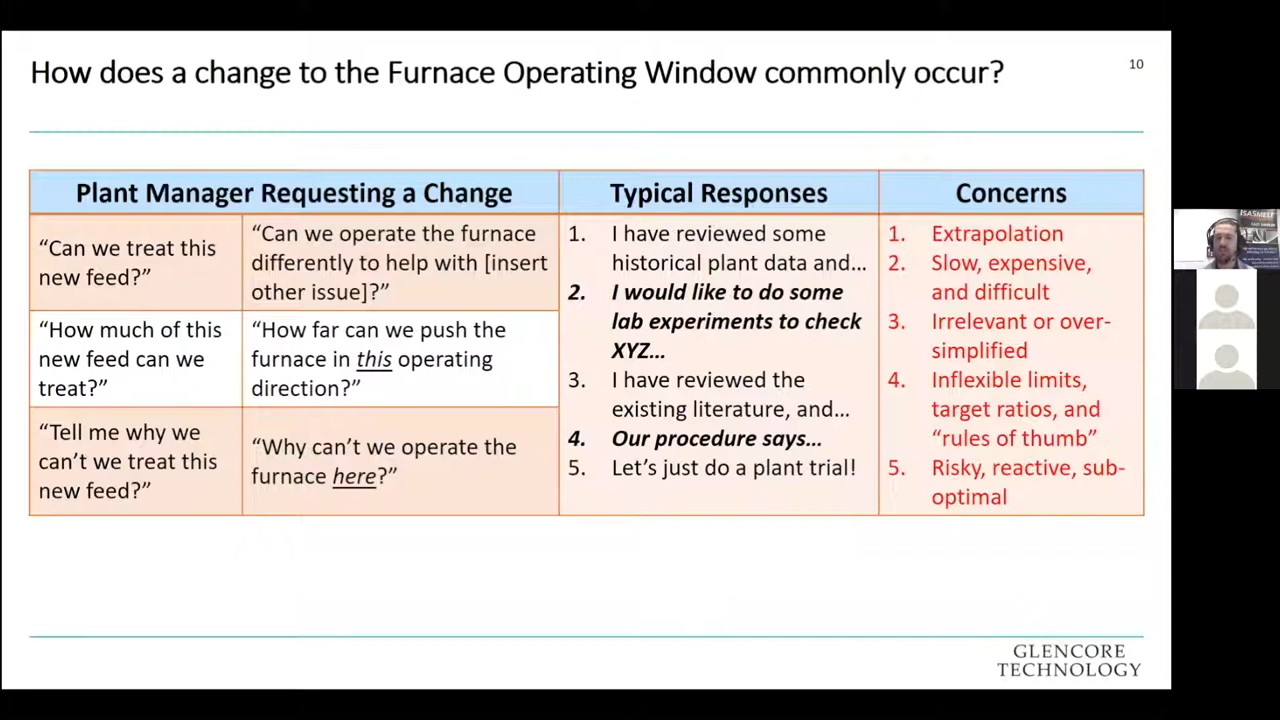 How does a change to the Furnace Operating Window commonly occur?
10
Plant Manager Requesting a Change
Typical Responses
Concerns
“Can we treat this
new feed?”
“Can we operate the furnace
differently to help with [insert
other issue]?”
“How much of this
new feed can we
treat?”
“How far can we push the
furnace in this operating
direction?”
“Tell me why we
can’t we treat this
new feed?”
“Why can’t we operate the
furnace here?”
1. I have reviewed some
historical plant data and...
2. I would like to do some
lab experiments to check
XYZ...
3. I have reviewed the
existing literature, and...
4. Our procedure says...
5. Let’s just do a plant trial!
1. Extrapolation
2. Slow, expensive,
and difficult
3. Irrelevant or over-
simplified
4. Inflexible limits,
target ratios, and
“rules of thumb”
5. Risky, reactive, sub-
optimal
GLENCORE
TECHNOLOGY
ISASMELT